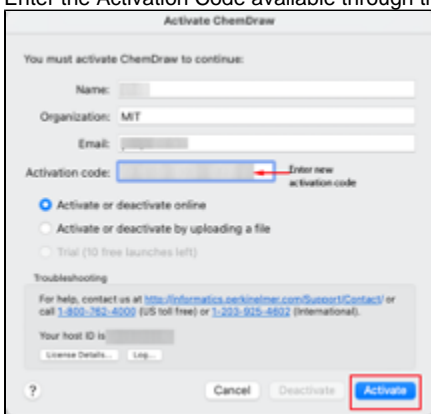 Enter the Activation Code available through th
Activate ChemDraw
You must activate ChemDraw to continue:
Name:
Organization: MIT
Email:
Activation code:
Enter new
activation code
Activate or deactivate online
Activate or deactivate by uploading a file
Trial (10 free launches left)
Troubleshooting
For help, contact us at http://informatics.perkinelmer.com/Support/Contact/ or
call 1-800-762-4000 (US toll free) or 1-203-925-4602 (International).
Your host ID is
License Details... Log...
? Cancel Deactivate Activate